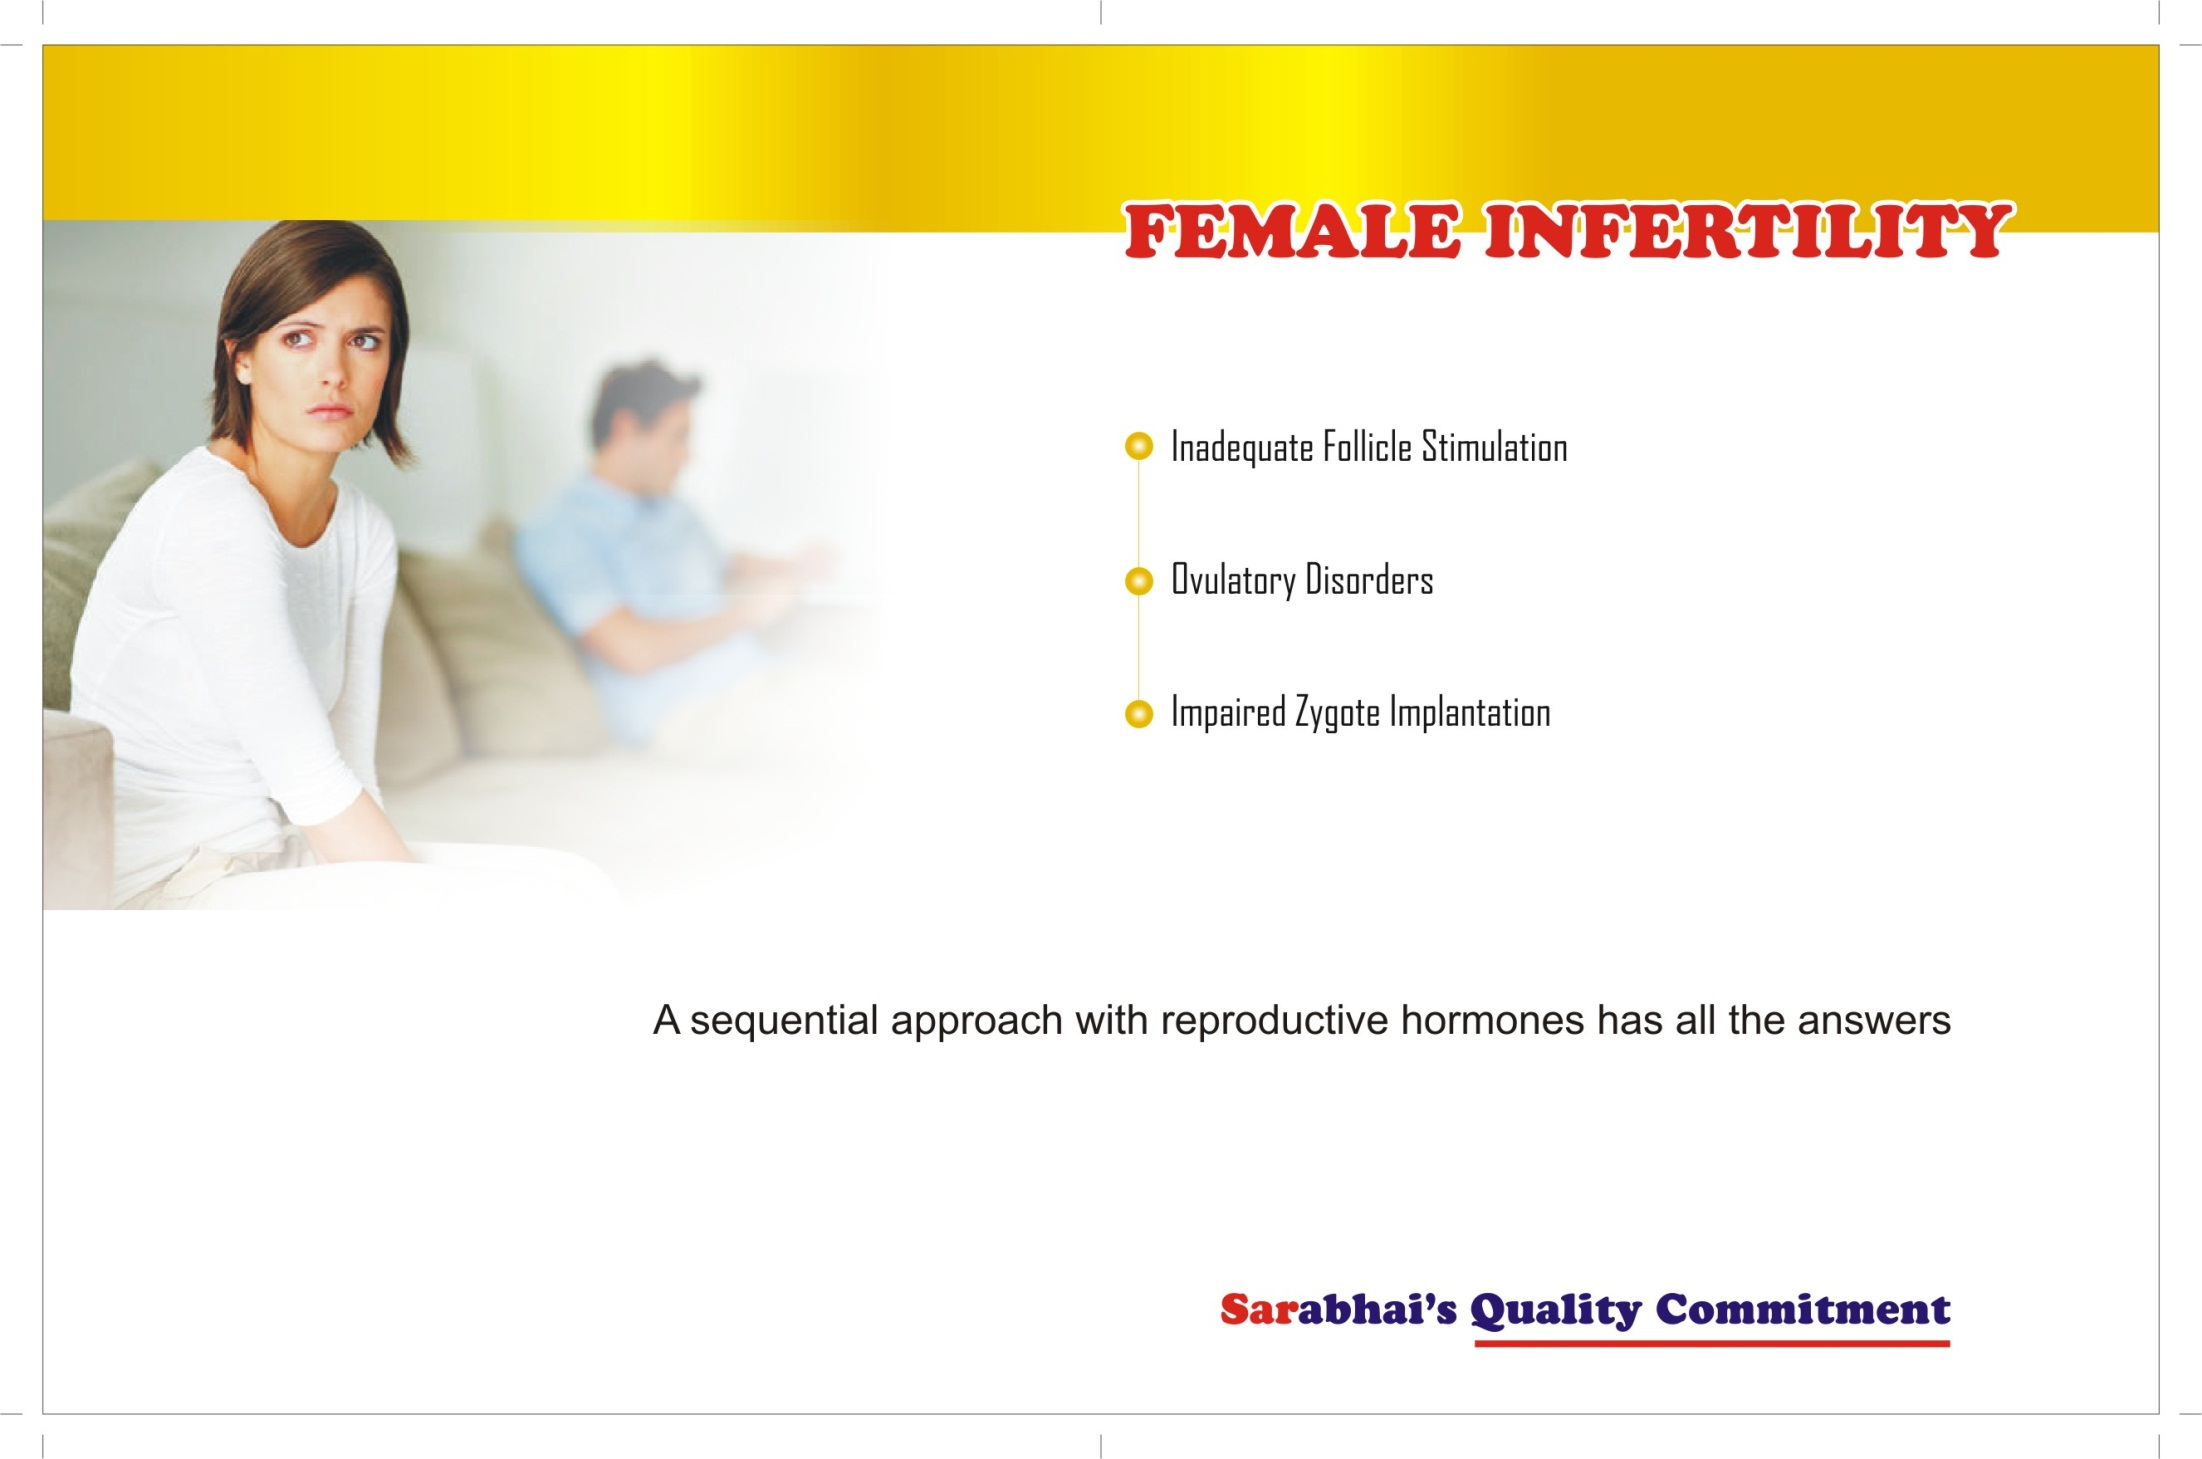 FEMALE INFERTILITY
Inadequate Follicle Stimulation
Ovulatory Disorders
Impaired Zygote Implantation
A sequential approach with reproductive hormones has all the answers
Sarabhai's Quality Commitment